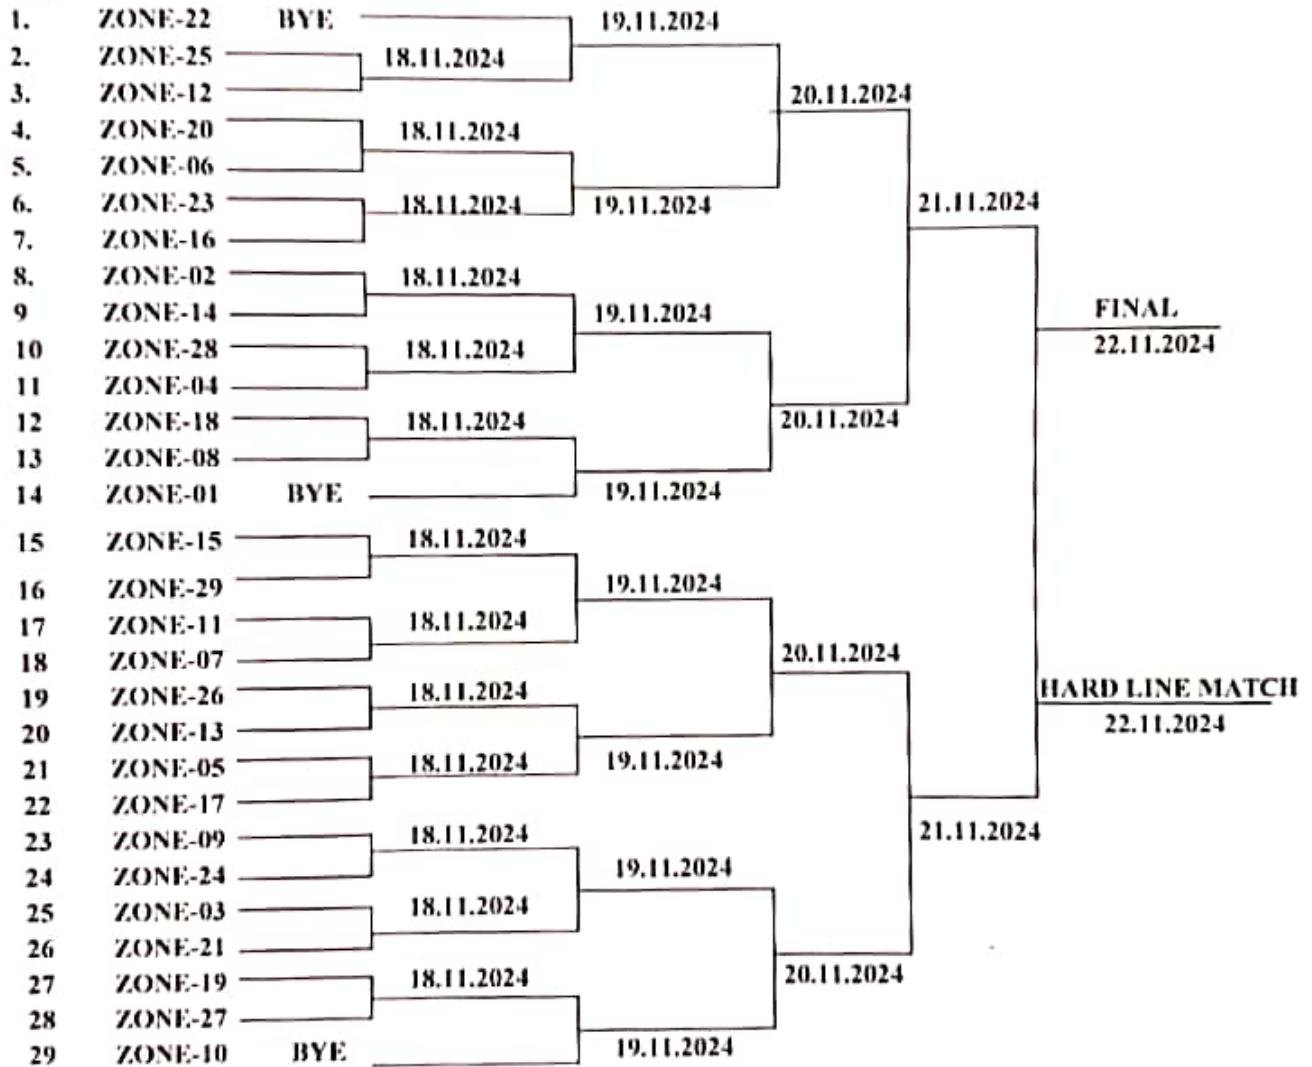 1. ZONE-22 BYE 19.11.2024
2. ZONE-25 18.11.2024
3. ZONE-12 20.11.2024
4. ZONE-20 18.11.2024
5. ZONE-06
6. ZONE-23 18.11.2024 19.11.2024 21.11.2024
7. ZONE-16
8. ZONE-02 18.11.2024
9 ZONE-14 19.11.2024 FINAL
10 ZONE-28 18.11.2024 22.11.2024
11 ZONE-04
12 ZONE-18 18.11.2024 20.11.2024
13 ZONE-08
14 ZONE-01 BYE 19.11.2024
15 ZONE-15 18.11.2024
16 ZONE-29 19.11.2024
17 ZONE-11 18.11.2024
18 ZONE-07 20.11.2024
19 ZONE-26 18.11.2024 HARD LINE MATCH
20 ZONE-13 22.11.2024
21 ZONE-05 18.11.2024 19.11.2024
22 ZONE-17
23 ZONE-09 18.11.2024 21.11.2024
24 ZONE-24 19.11.2024
25 ZONE-03 18.11.2024
26 ZONE-21
27 ZONE-19 18.11.2024 20.11.2024
28 ZONE-27
29 ZONE-10 BYE 19.11.2024